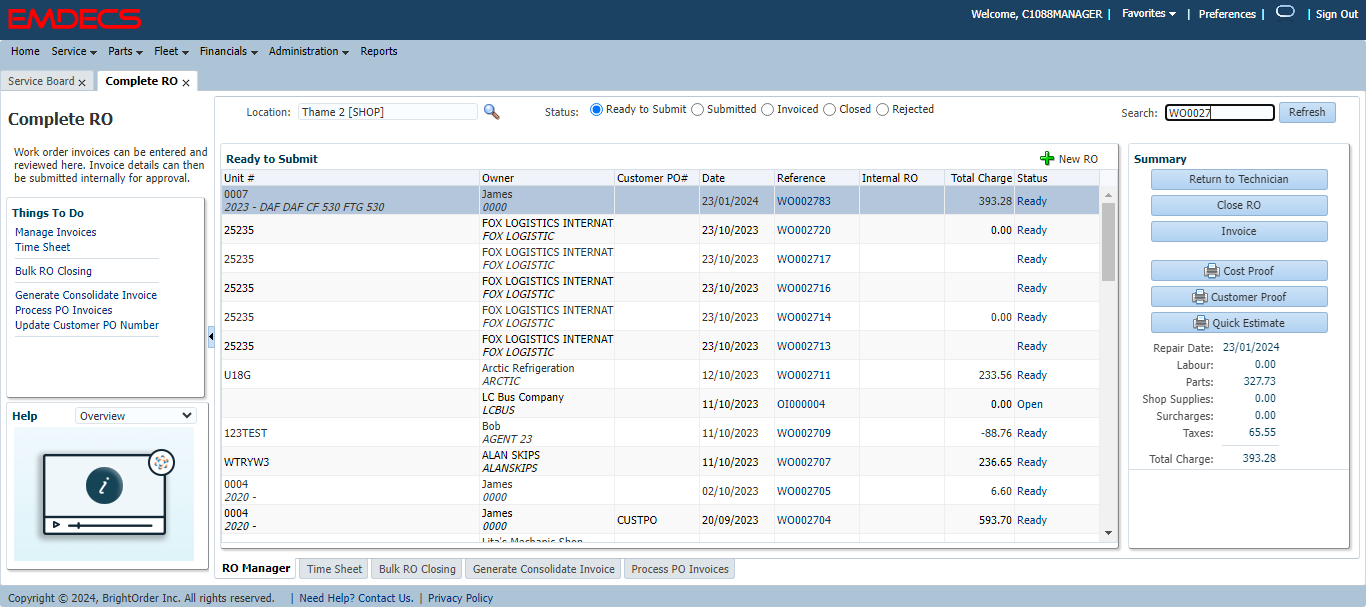 EMDECS
Welcome, C1088MANAGER | Favorites | Preferences | | Sign Out
Home Service Parts Fleet Financials Administration Reports
Service Board x Complete RO x
Complete RO
Work order invoices can be entered and
reviewed here. Invoice details can then
be submitted internally for approval.
Things To Do
Manage Invoices
Time Sheet
Bulk RO Closing
Generate Consolidate Invoice
Process PO Invoices
Update Customer PO Number
Help Overview
i
Location: Thame 2 [SHOP] Status: Ready to Submit Submitted Invoiced Closed Rejected Search: WO0027 Refresh
Ready to Submit New RO
Unit # Owner Customer PO# Date Reference Internal RO Total Charge Status
0007 James 23/01/2024 WO002783 393.28 Ready
2023 - DAF DAF CF 530 FTG 530 0000
25235 FOX LOGISTICS INTERNAT 23/10/2023 WO002720 0.00 Ready
FOX LOGISTIC
25235 FOX LOGISTICS INTERNAT 23/10/2023 WO002717 Ready
FOX LOGISTIC
25235 FOX LOGISTICS INTERNAT 23/10/2023 WO002716 Ready
FOX LOGISTIC
25235 FOX LOGISTICS INTERNAT 23/10/2023 WO002714 0.00 Ready
FOX LOGISTIC
25235 FOX LOGISTICS INTERNAT 23/10/2023 WO002713 Ready
FOX LOGISTIC
U18G Arctic Refrigeration 12/10/2023 WO002711 233.56 Ready
ARCTIC
LC Bus Company 11/10/2023 OI000004 0.00 Open
LCBUS
123TEST Bob 11/10/2023 WO002709 -88.76 Ready
AGENT 23
WTRYW3 ALAN SKIPS 11/10/2023 WO002707 236.65 Ready
ALANSKIPS
0004 James 02/10/2023 WO002705 6.60 Ready
2020 - 0000
0004 James CUSTPO 20/09/2023 WO002704 593.70 Ready
2020 - 0000
Lita's Mechanic Shop
Summary
Return to Technician
Close RO
Invoice
Cost Proof
Customer Proof
Quick Estimate
Repair Date: 23/01/2024
Labour: 0.00
Parts: 327.73
Shop Supplies: 0.00
Surcharges: 0.00
Taxes: 65.55
Total Charge: 393.28
RO Manager Time Sheet Bulk RO Closing Generate Consolidate Invoice Process PO Invoices
Copyright © 2024, BrightOrder Inc. All rights reserved. | Need Help? Contact Us. | Privacy Policy